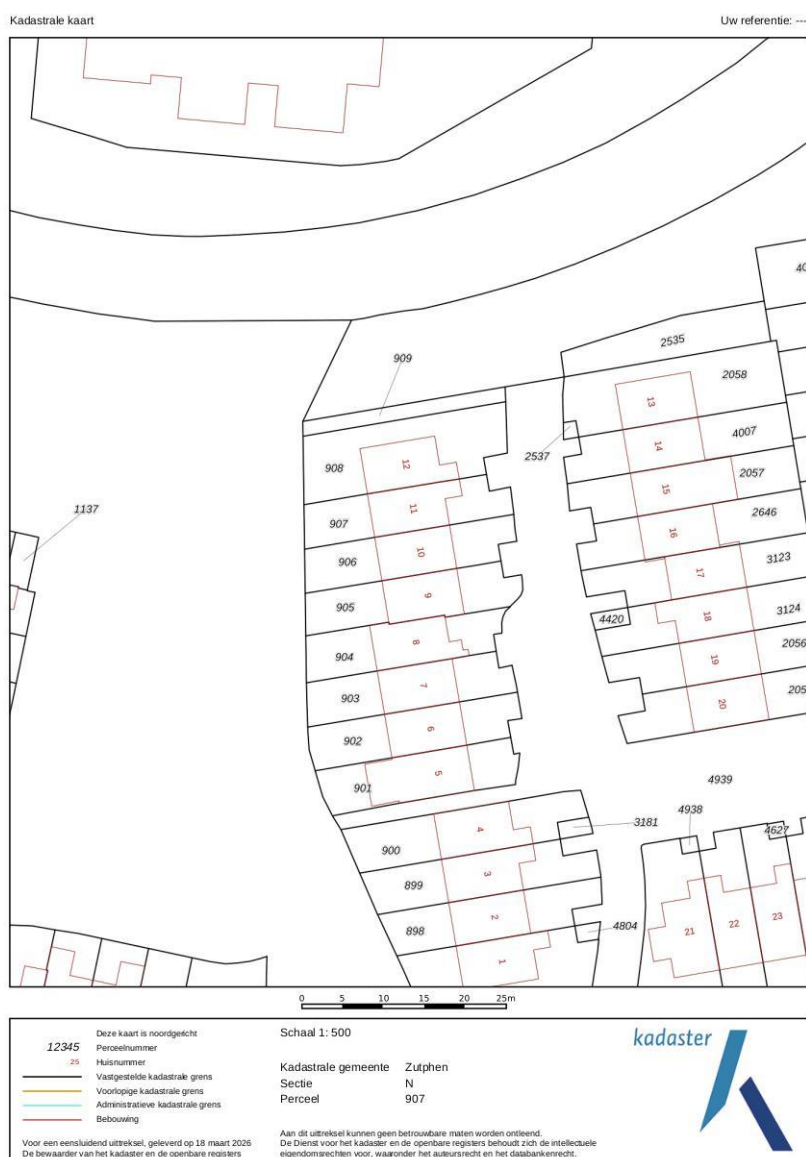 Kadastrale kaart
Uw referentie: ---
2535
909
2058
13
2537
4007
14
12
908
2057
15
1137
11
907
2646
16
10
906
3123
17
9
905
4420
3124
18
8
904
2056
19
7
903
20
6
902
4939
5
901
4938
3181
4627
4
900
3
899
2
898
4804
21
22
23
1
0 5 10 15 20 25m
Deze kaart is noordgericht
12345 Perceelnummer
25 Huisnummer
Vastgestelde kadastrale grens
Voorlopige kadastrale grens
Administratieve kadastrale grens
Bebouwing
Voor een eensluidend uittreksel, geleverd op 18 maart 2026
De bewaarder van het kadaster en de openbare registers
Schaal 1: 500
Kadastrale gemeente Zutphen
Sectie N
Perceel 907
Aan dit uittreksel kunnen geen betrouwbare maten worden ontleend.
De Dienst voor het kadaster en de openbare registers behoudt zich de intellectuele
eigendomsrechten voor, waaronder het auteursrecht en het databankenrecht.
kadaster